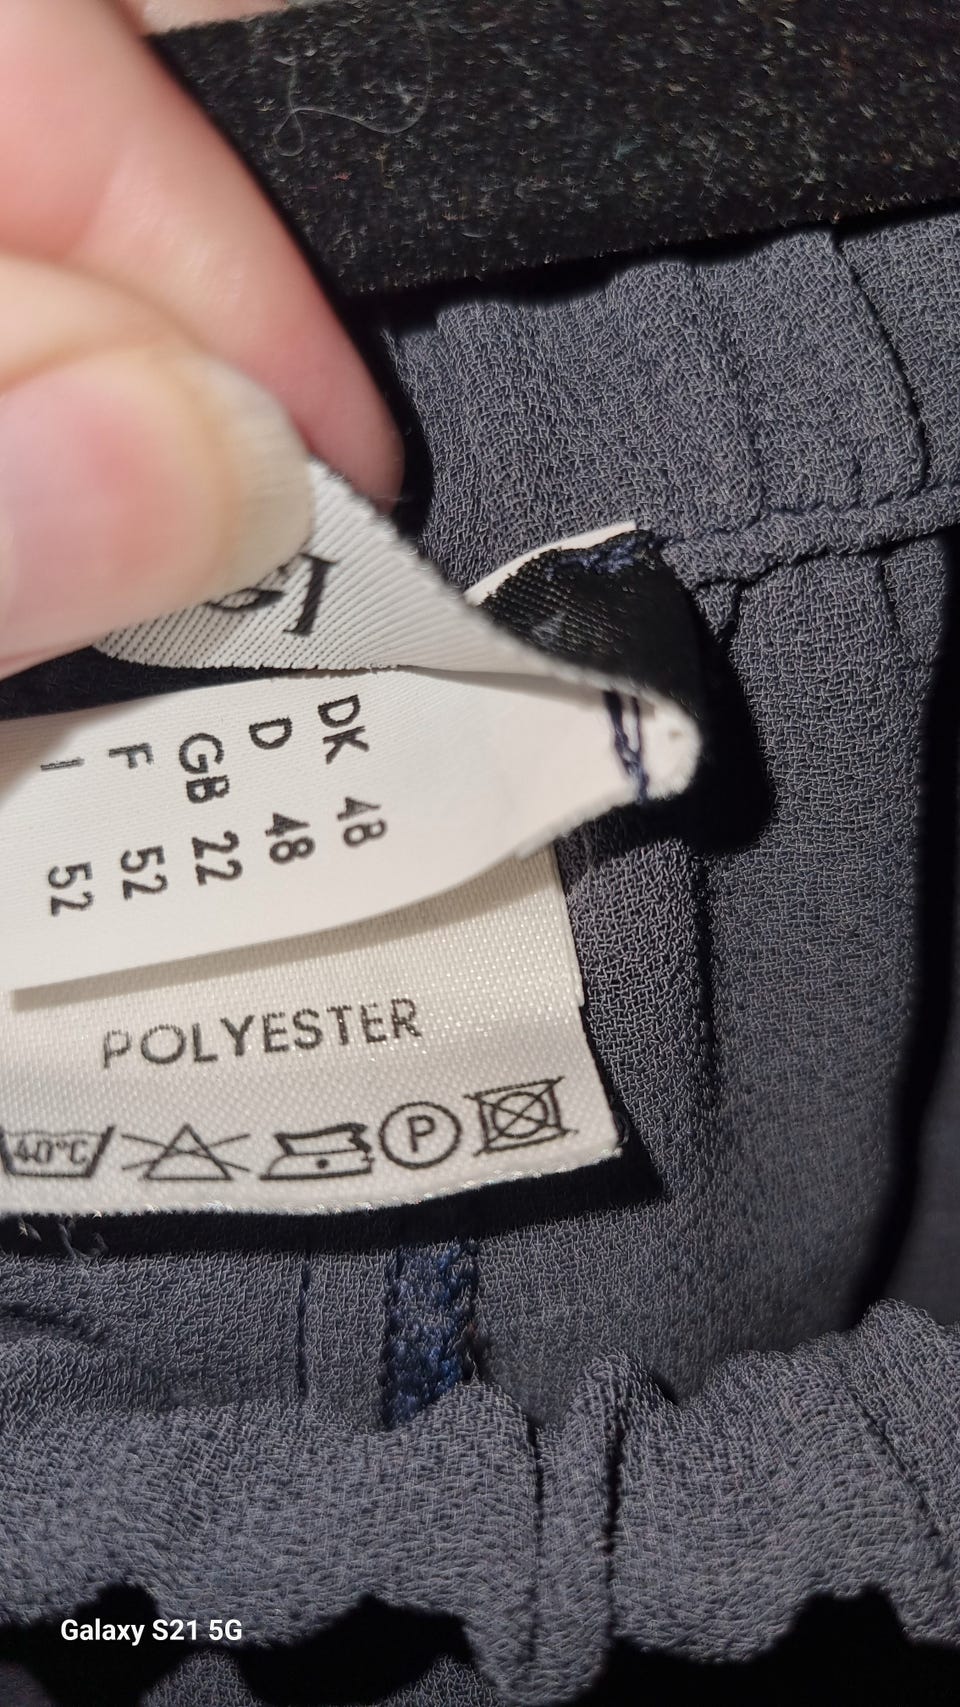 DK 48
D 48
GB 22
F 52
I 52
POLYESTER
40°C
P
Galaxy S21 5G